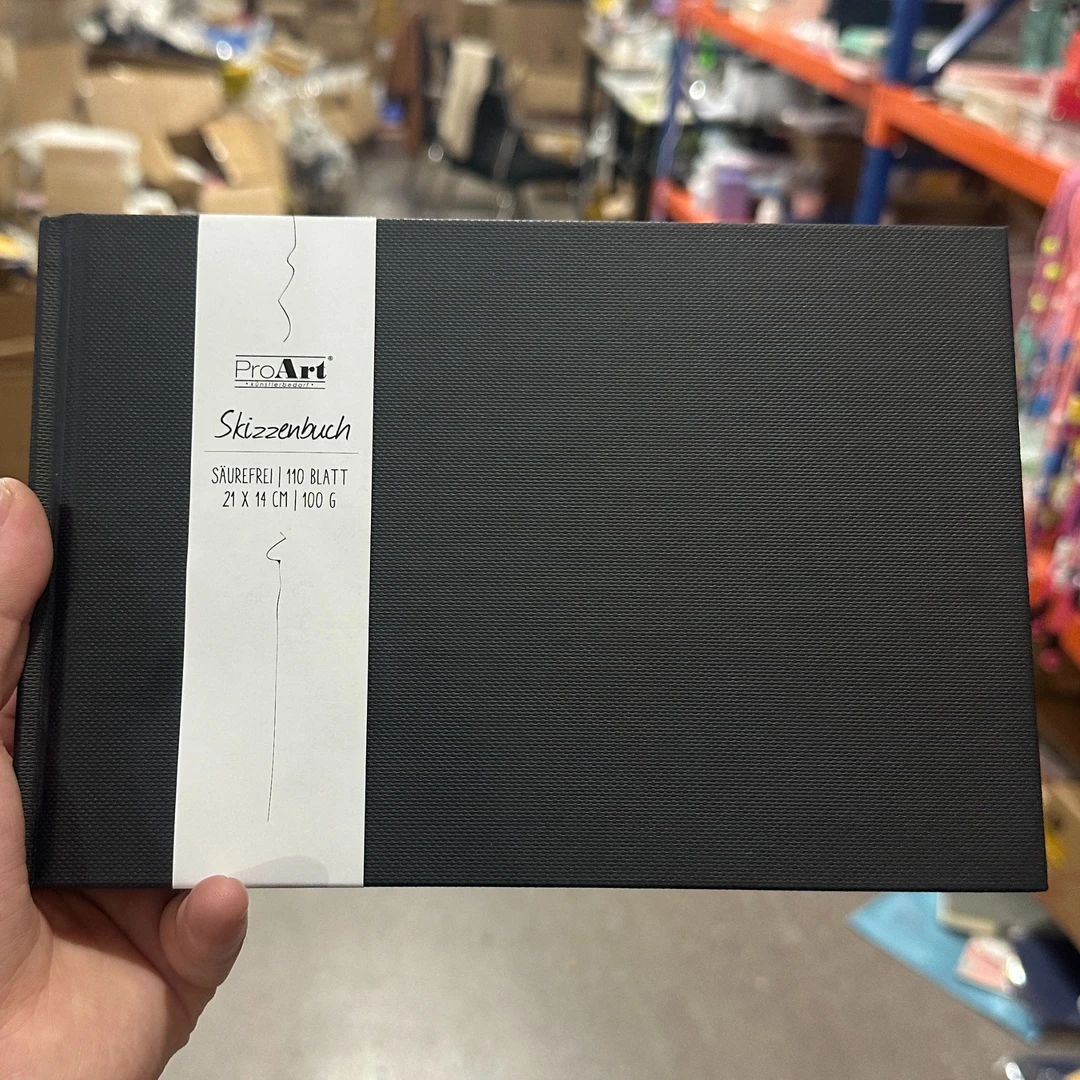 ProArt®
• künstlerbedarf •
Skizzenbuch
SÄUREFREI | 110 BLATT
21 X 14 CM | 100 G